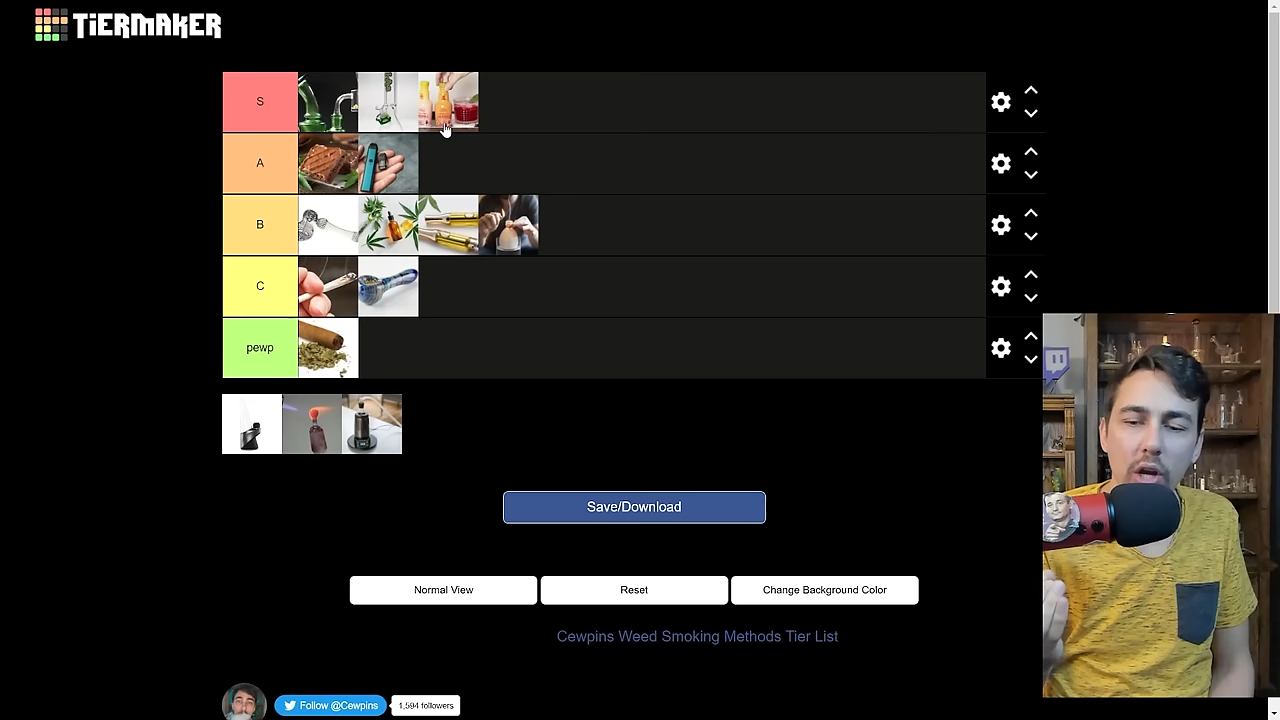 TiERMAKER
S
A
B
C
pewp
Save/Download
Normal View
Reset
Change Background Color
Cewpins Weed Smoking Methods Tier List
Follow @Cewpins
1,594 followers